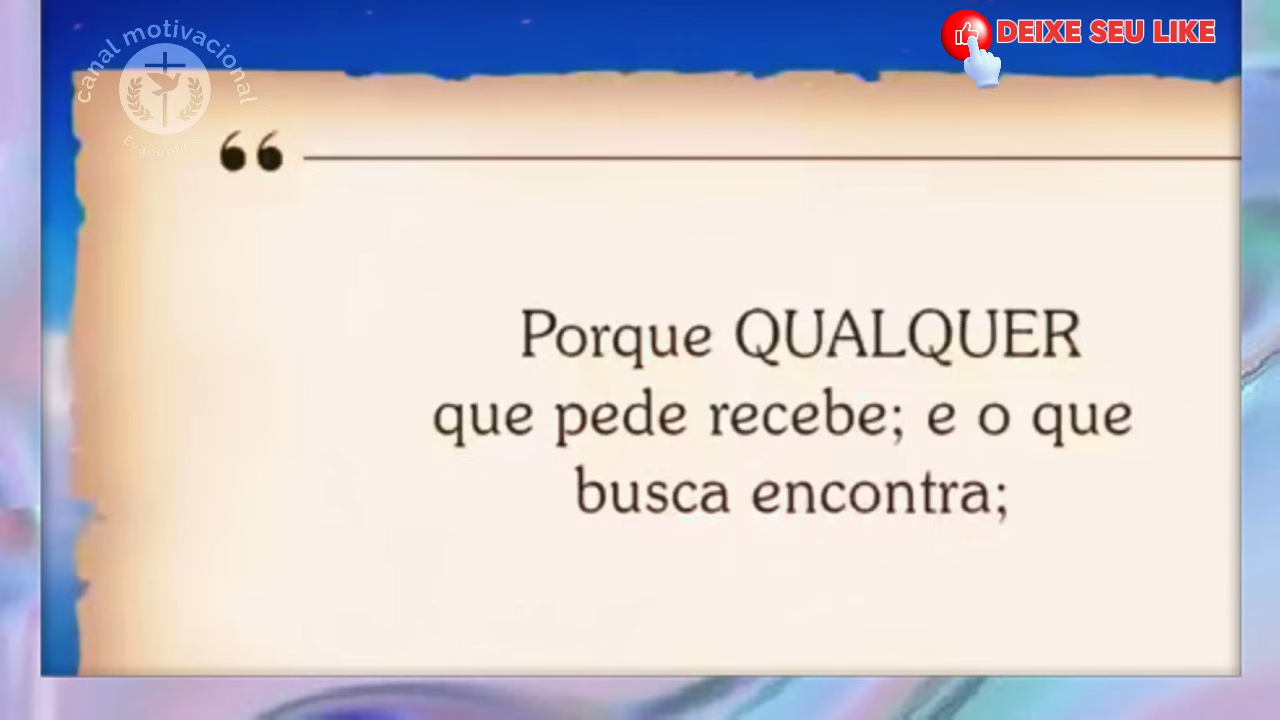 canal motivacional
DEIXE SEU LIKE
“
Porque QUALQUER
que pede recebe; e o que
busca encontra;